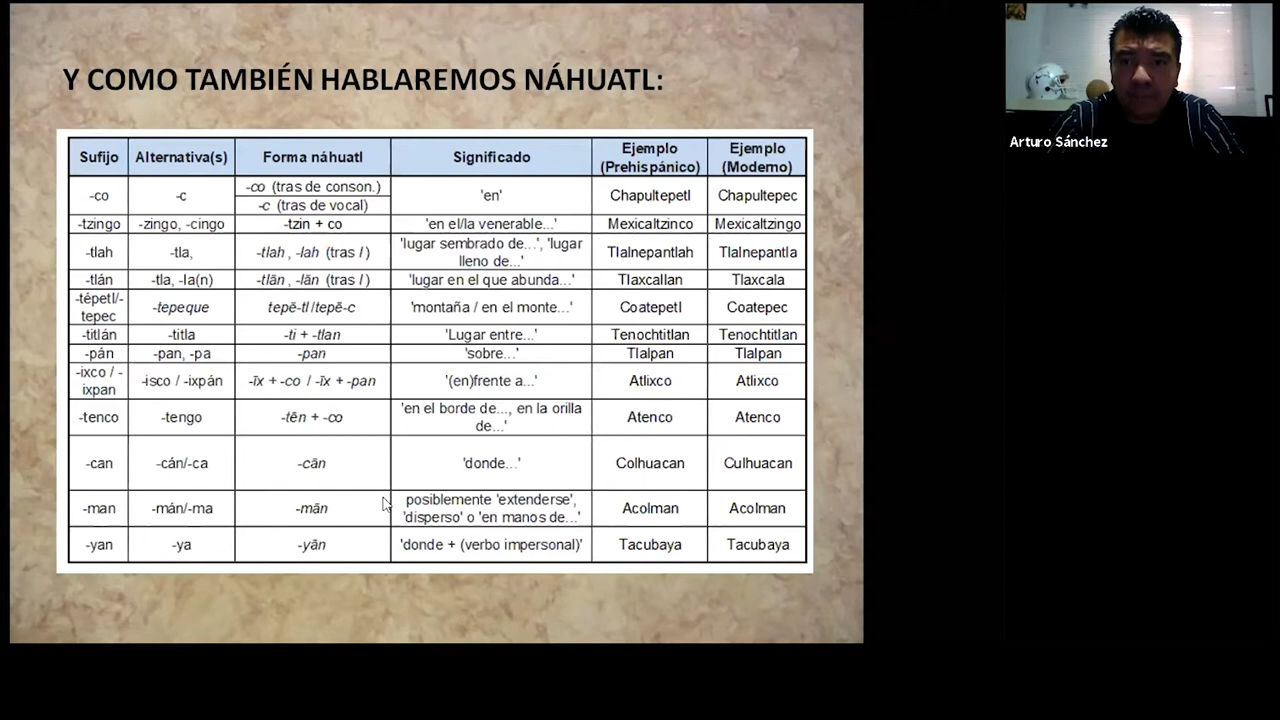 Y COMO TAMBIÉN HABLAREMOS NÁHUATL:
Arturo Sánchez
Sufijo Alternativa(s) Forma náhuatl Significado Ejemplo (Prehispánico) Ejemplo (Moderno)
-co -c -co (tras de conson.) 'en' Chapultepetl Chapultepec
-c (tras de vocal)
-tzingo -zingo, -cingo -tzin + co 'en el/la venerable...' Mexicaltzinco Mexicaltzingo
-tlah -tla, -tlah, -lah (tras l) 'lugar sembrado de...', 'lugar lleno de...' Tlalnepantlah Tlalnepantla
-tlán -tla, -la(n) -tlān, -lān (tras l) 'lugar en el que abunda...' Tlaxcallan Tlaxcala
-tépetl/-tepec -tepeque tepē-tl/tepē-c 'montaña / en el monte...' Coatepetl Coatepec
-titlán -titla -ti + -tlan 'Lugar entre...' Tenochtitlan Tenochtitlan
-pán -pan, -pa -pan 'sobre...' Tlalpan Tlalpan
-ixco / -ixpan -isco / -ixpán -īx + -co / -īx + -pan '(en)frente a...' Atlixco Atlixco
-tenco -tengo -tēn + -co 'en el borde de..., en la orilla de...' Atenco Atenco
-can -cán/-ca -cān 'donde...' Colhuacan Culhuacan
-man -mán/-ma -mān posiblemente 'extenderse', 'disperso' o 'en manos de...' Acolman Acolman
-yan -ya -yān 'donde + (verbo impersonal)' Tacubaya Tacubaya